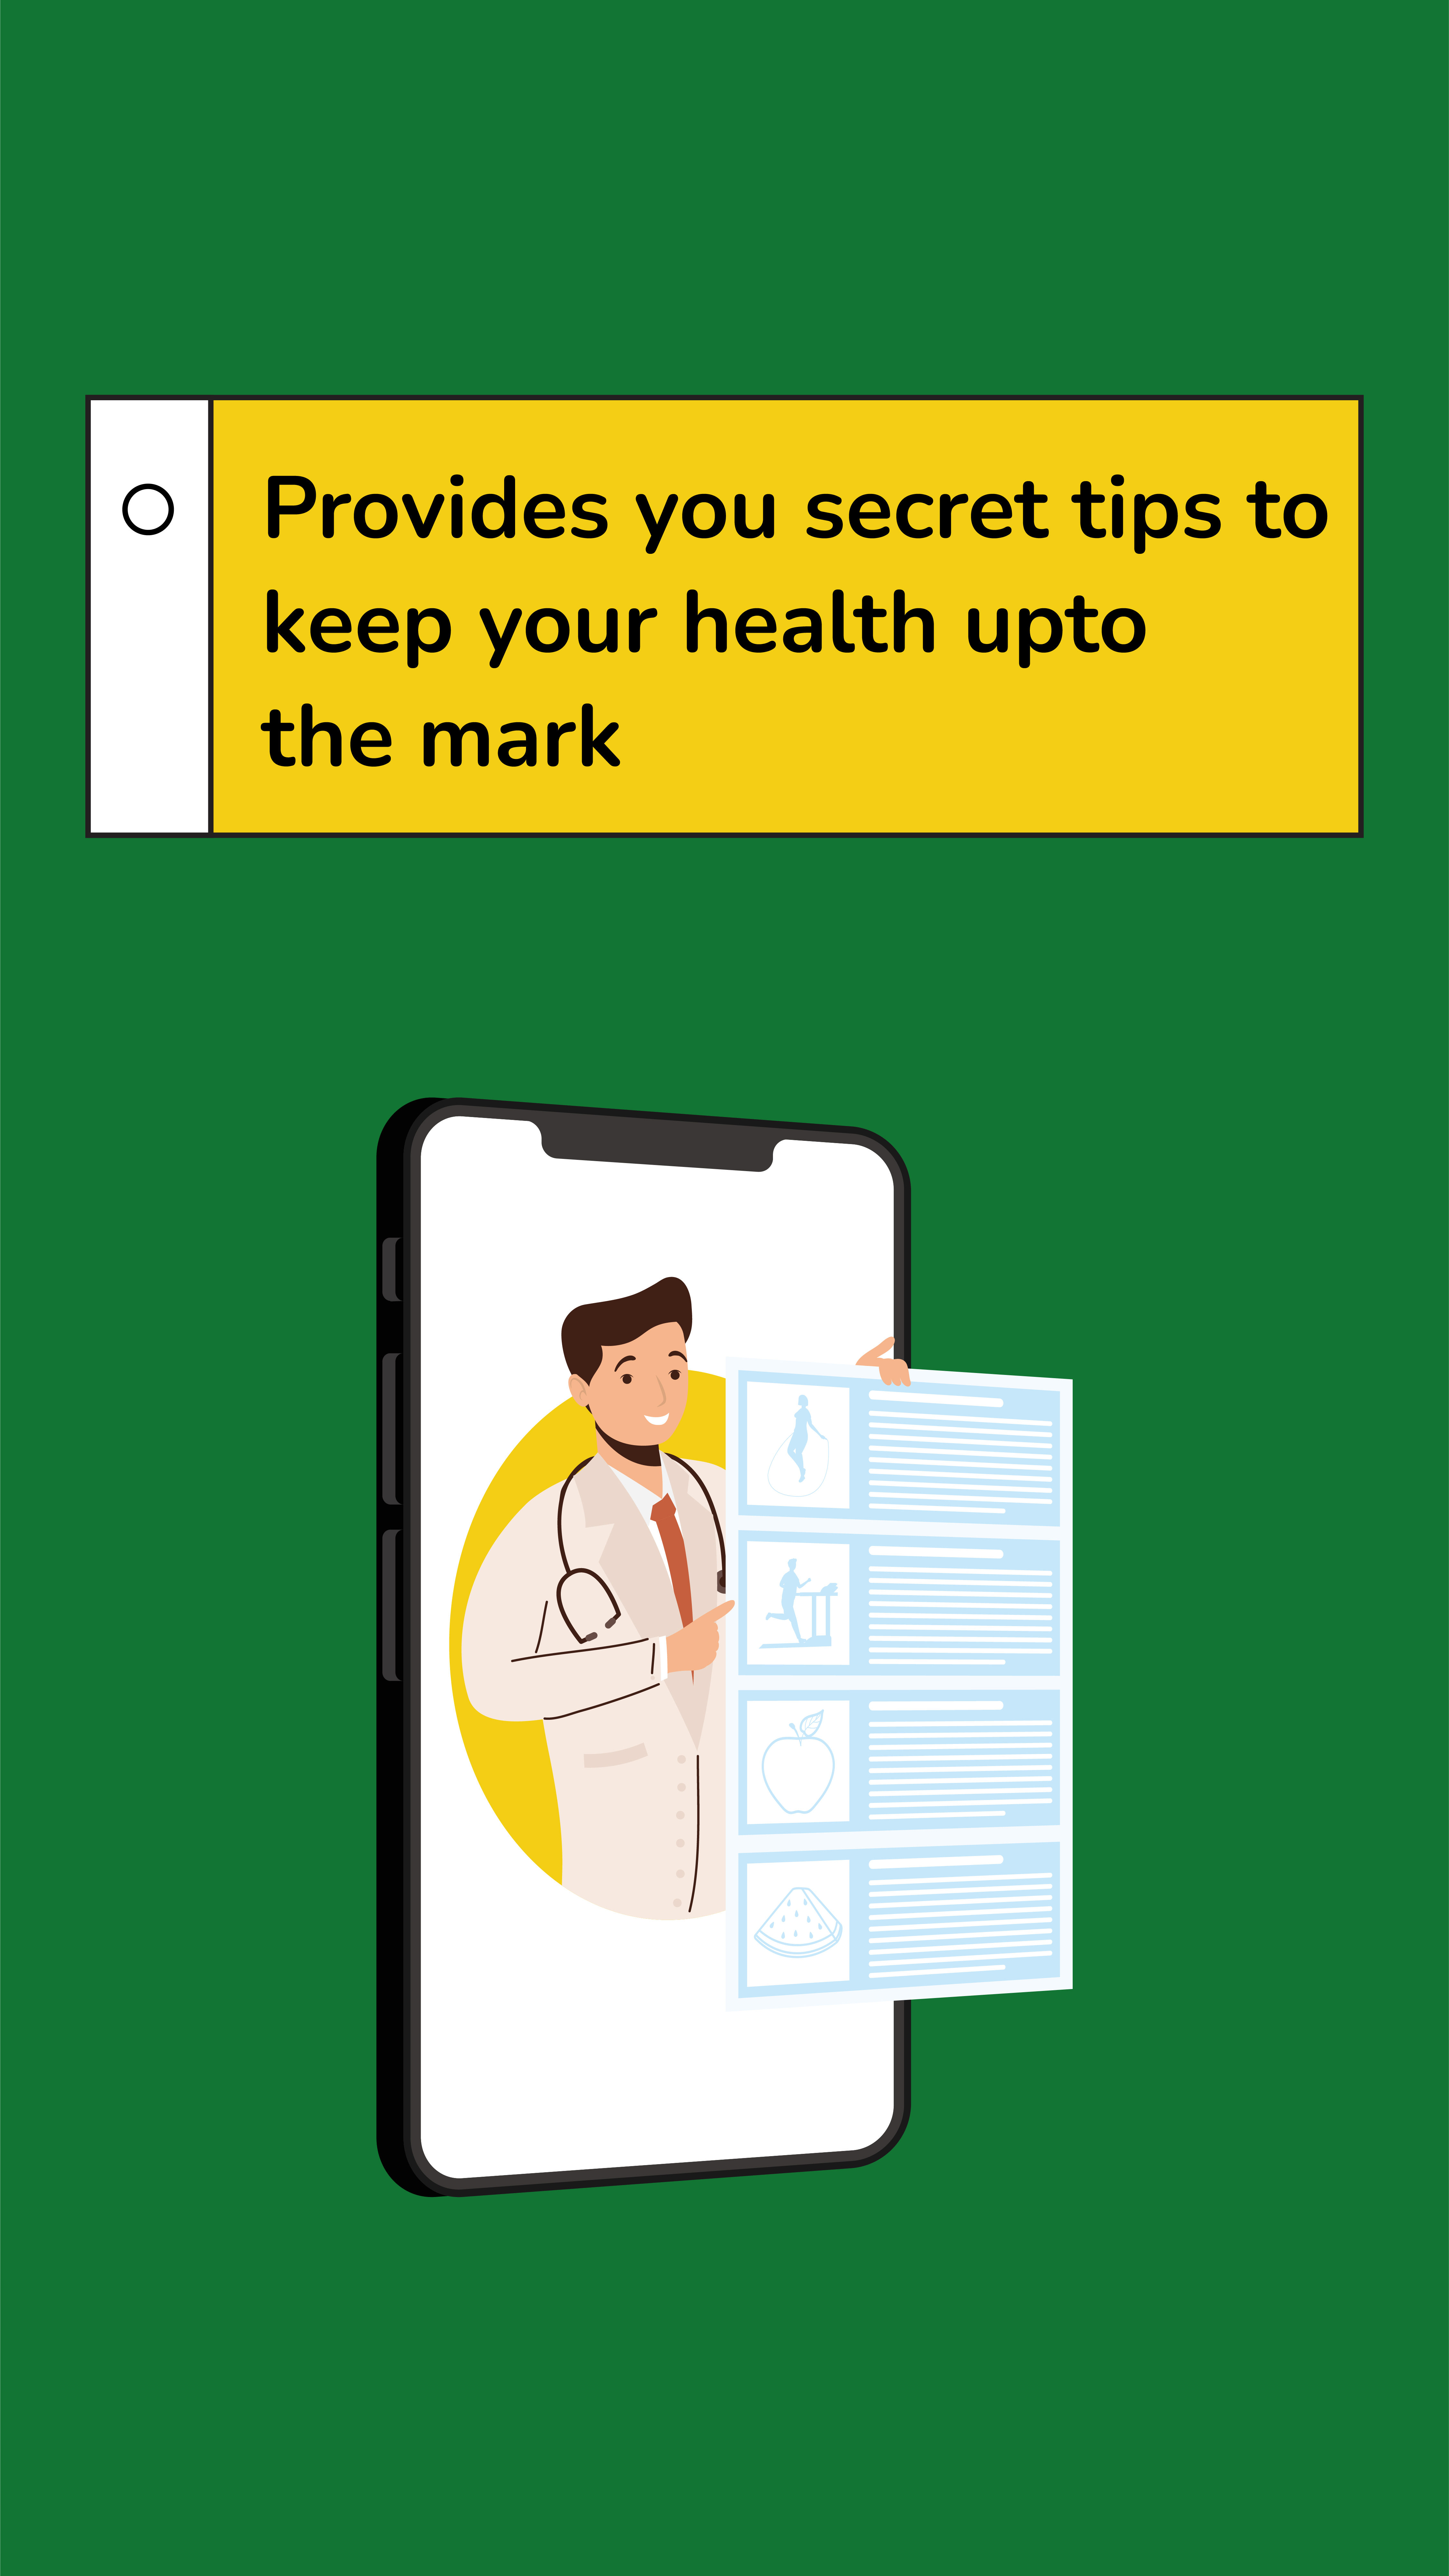 Provides you secret tips to
keep your health upto
the mark